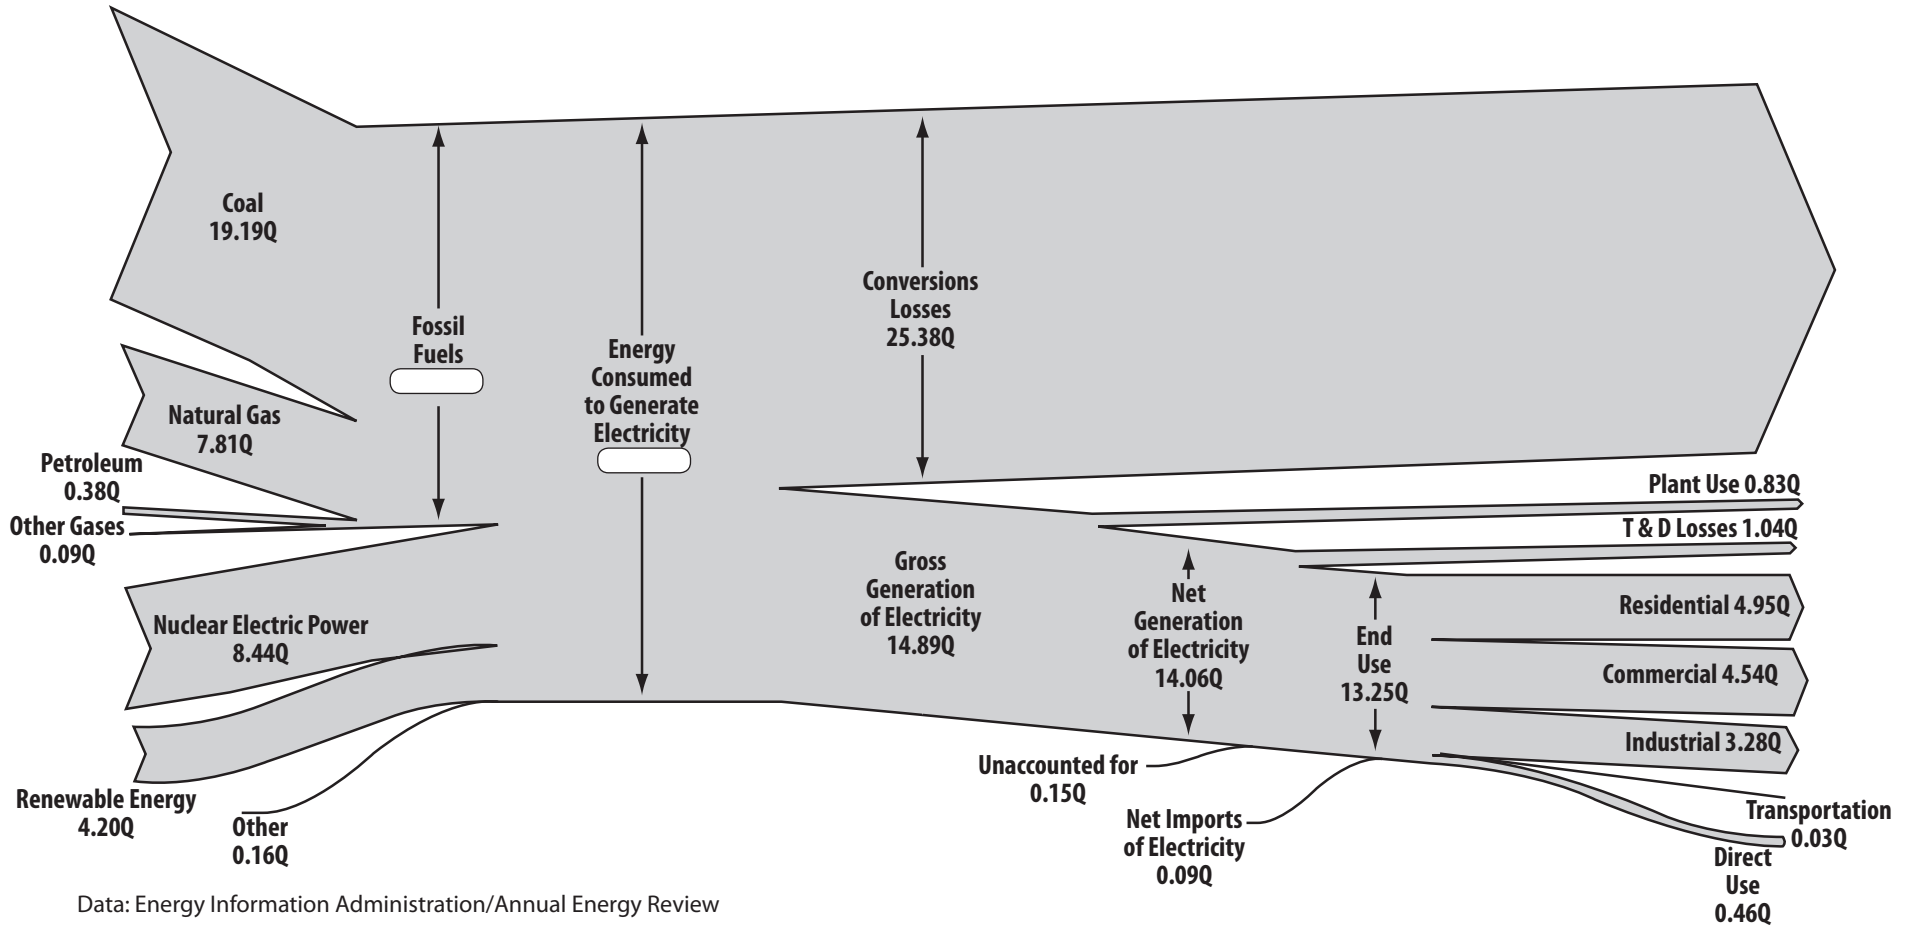 Coal
19.19Q
Fossil
Fuels
Natural Gas
7.81Q
Petroleum
0.38Q
Other Gases
0.09Q
Nuclear Electric Power
8.44Q
Renewable Energy
4.20Q
Other
0.16Q
Energy
Consumed
to Generate
Electricity
Conversions
Losses
25.38Q
Gross
Generation
of Electricity
14.89Q
Net
Generation
of Electricity
14.06Q
End
Use
13.25Q
Unaccounted for
0.15Q
Net Imports
of Electricity
0.09Q
Plant Use 0.83Q
T & D Losses 1.04Q
Residential 4.95Q
Commercial 4.54Q
Industrial 3.28Q
Transportation
0.03Q
Direct
Use
0.46Q
Data: Energy Information Administration/Annual Energy Review